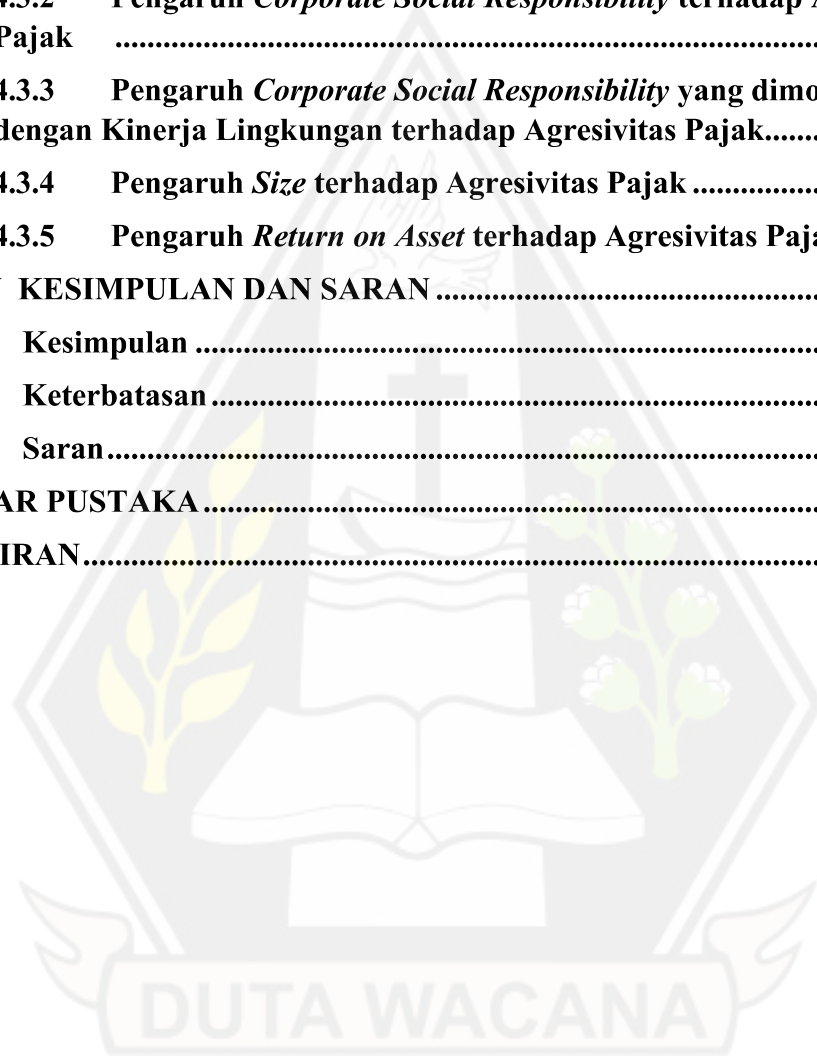 4.3.2 Pengaruh Corporate Social Responsibility terhadap
Pajak ........................................................................................
4.3.3 Pengaruh Corporate Social Responsibility yang dimo
dengan Kinerja Lingkungan terhadap Agresivitas Pajak.......
4.3.4 Pengaruh Size terhadap Agresivitas Pajak ................
4.3.5 Pengaruh Return on Asset terhadap Agresivitas Paja
KESIMPULAN DAN SARAN ................................................
Kesimpulan ..............................................................................
Keterbatasan ............................................................................
Saran.........................................................................................
AR PUSTAKA .............................................................................
IRAN............................................................................................
DUTA WACANA